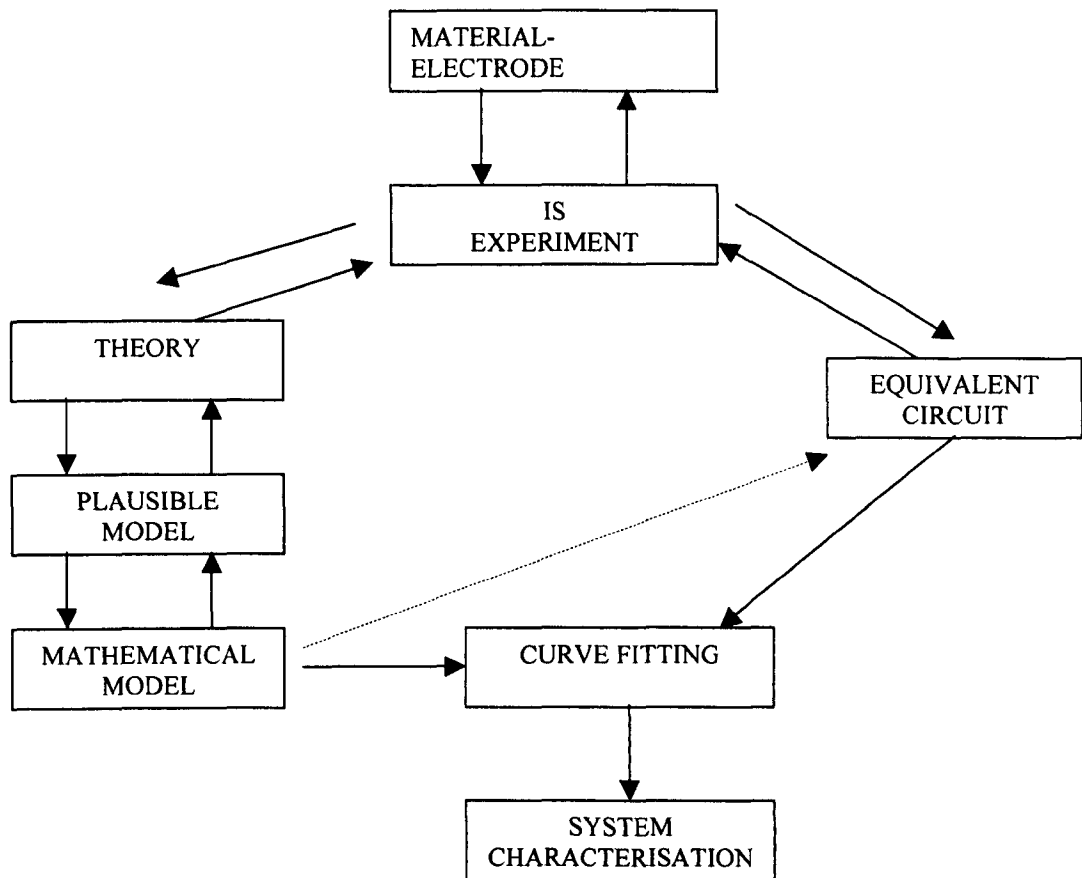 MATERIAL-
ELECTRODE
IS
EXPERIMENT
THEORY
EQUIVALENT
CIRCUIT
PLAUSIBLE
MODEL
MATHEMATICAL
MODEL
CURVE FITTING
SYSTEM
CHARACTERISATION